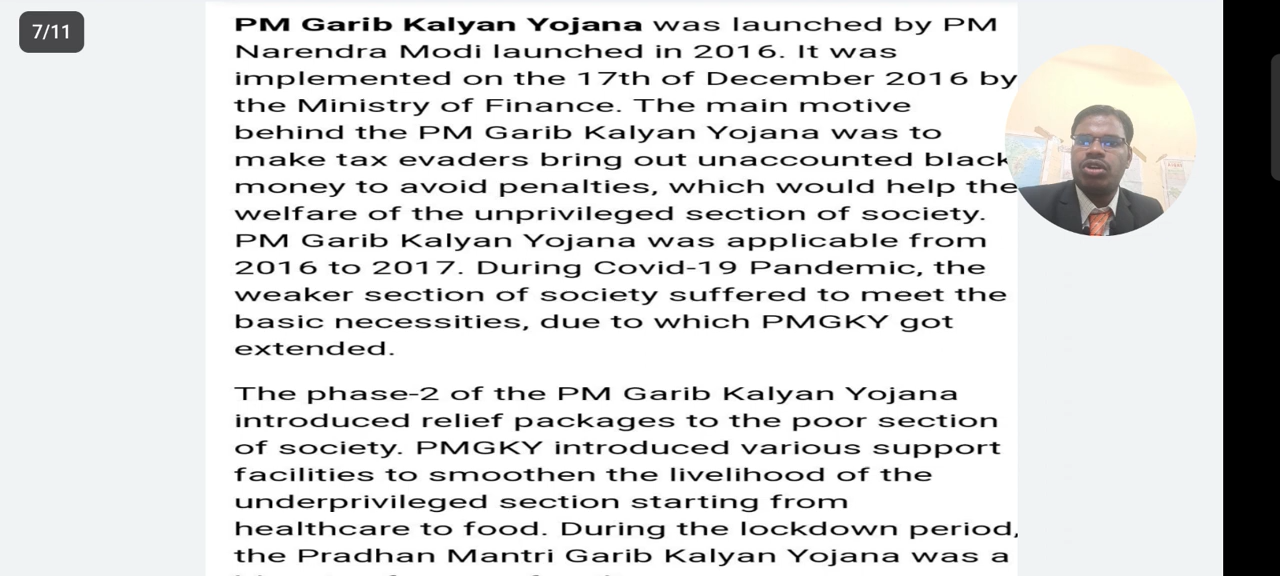 7/11
PM Garib Kalyan Yojana was launched by PM
Narendra Modi launched in 2016. It was
implemented on the 17th of December 2016 by
the Ministry of Finance. The main motive
behind the PM Garib Kalyan Yojana was to
make tax evaders bring out unaccounted black
money to avoid penalties, which would help the
welfare of the unprivileged section of society.
PM Garib Kalyan Yojana was applicable from
2016 to 2017. During Covid-19 Pandemic, the
weaker section of society suffered to meet the
basic necessities, due to which PMGKY got
extended.
The phase-2 of the PM Garib Kalyan Yojana
introduced relief packages to the poor section
of society. PMGKY introduced various support
facilities to smoothen the livelihood of the
underprivileged section starting from
healthcare to food. During the lockdown period,
the Pradhan Mantri Garib Kalyan Yojana was a